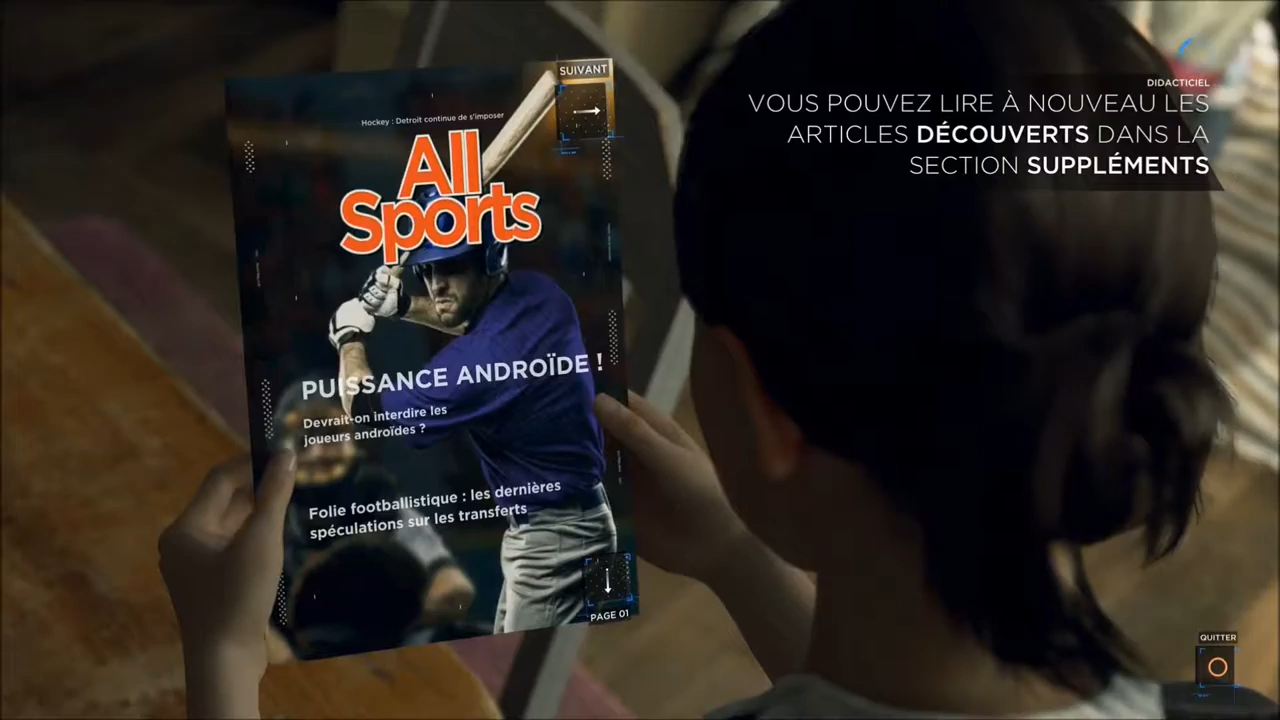 SUIVANT
Hockey : Detroit continue de s'imposer
All
Sports
PUISSANCE ANDROÏDE !
Devrait-on interdire les
joueurs androïdes ?
Folie footballistique : les dernières
spéculations sur les transferts
PAGE 01
DIDACTICIEL
VOUS POUVEZ LIRE À NOUVEAU LES
ARTICLES DÉCOUVERTS DANS LA
SECTION SUPPLÉMENTS
QUITTER